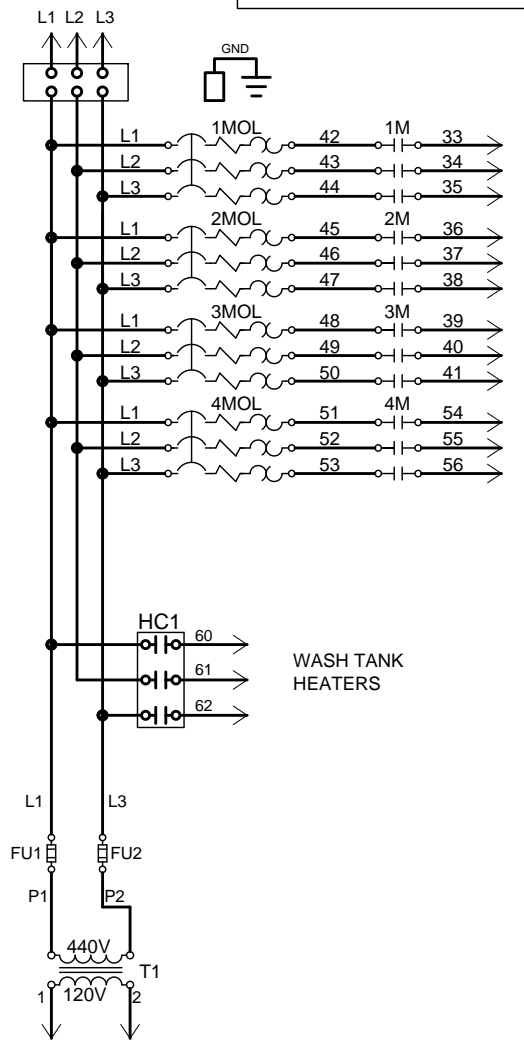 L1 L2 L3
GND
L1 1MOL 42 1M 33
L2 43 34
L3 44 35
L1 2MOL 45 2M 36
L2 46 37
L3 47 38
L1 3MOL 48 3M 39
L2 49 40
L3 50 41
L1 4MOL 51 4M 54
L2 52 55
L3 53 56
HC1
60
61
62
WASH TANK
HEATERS
L1 L3
FU1 FU2
P1 P2
440V
T1
1 120V 2